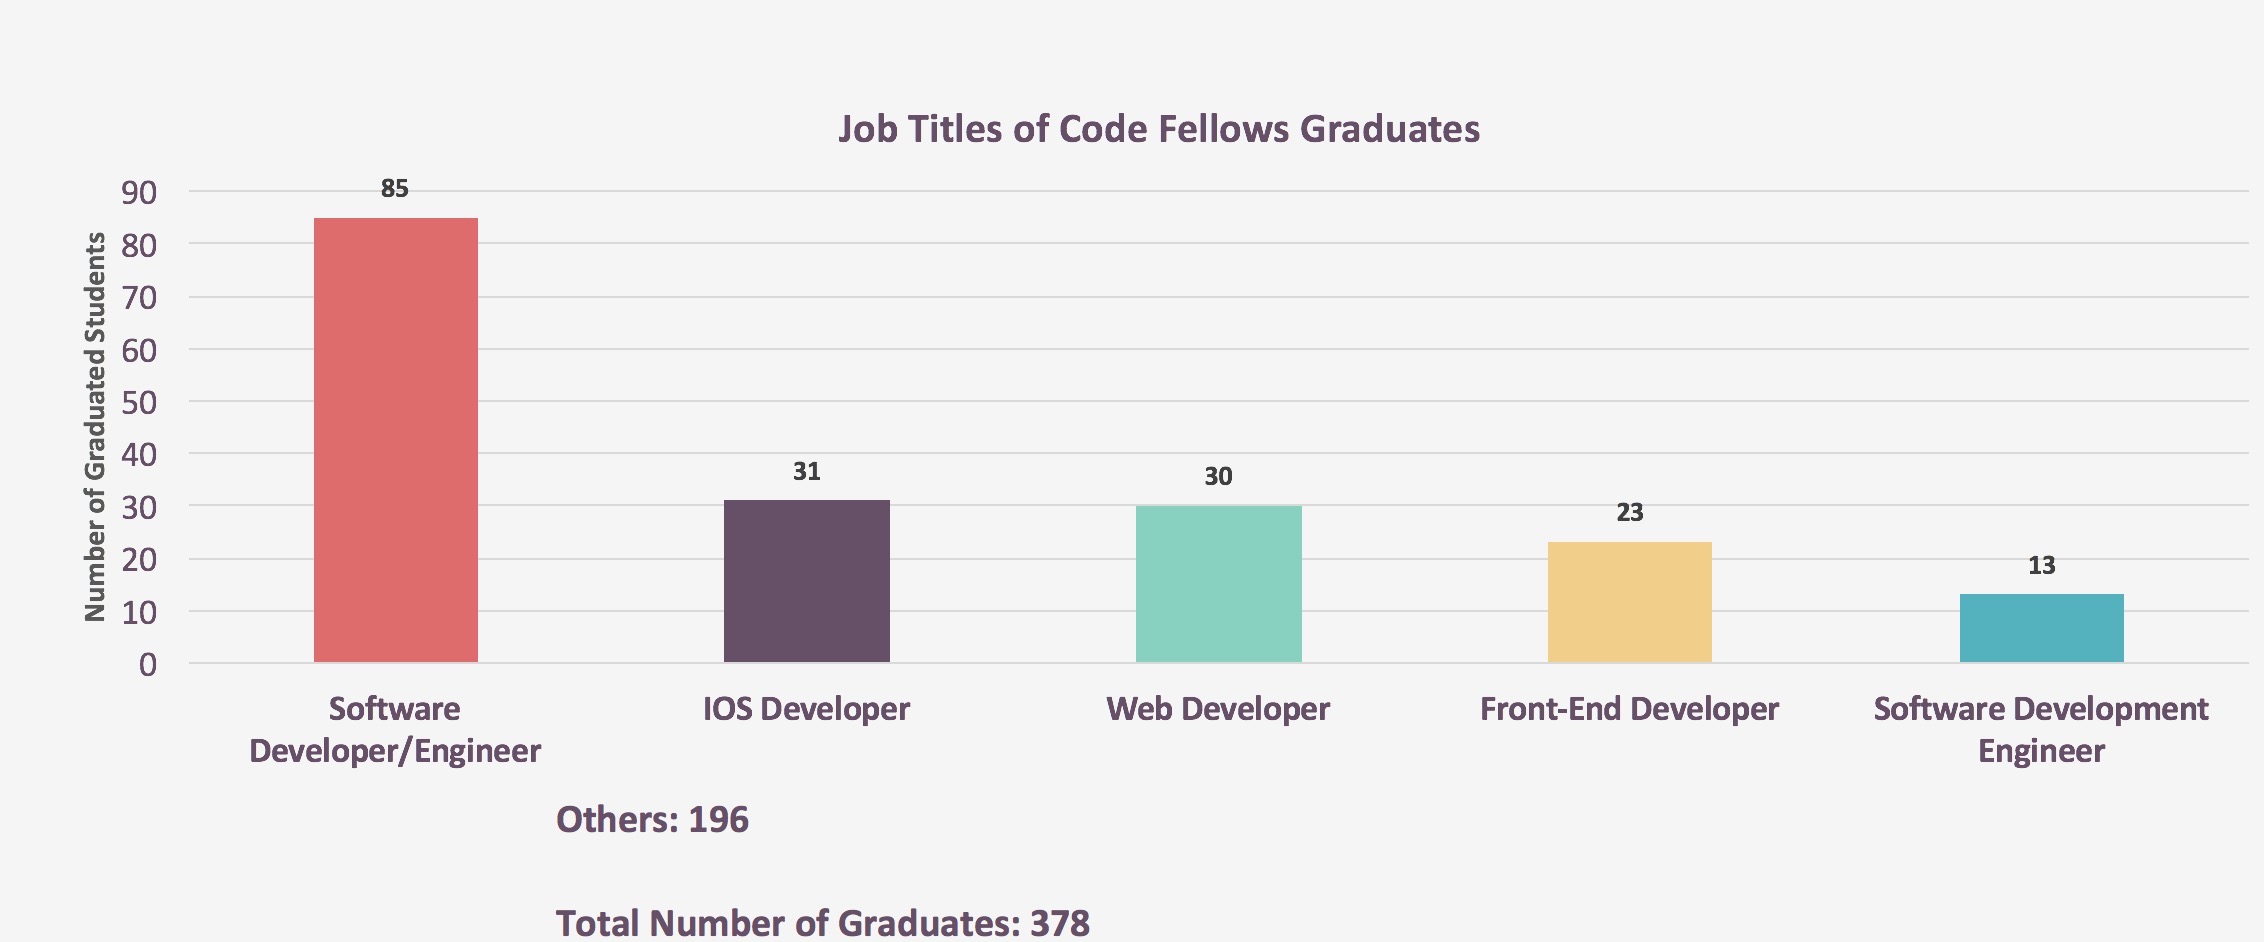 Job Titles of Code Fellows Graduates
85
90
80
70
60
50
40
30
20
10
0
Number of Graduated Students
31
30
23
13
Software
Developer/Engineer
IOS Developer
Web Developer
Front-End Developer
Software Development
Engineer
Others: 196
Total Number of Graduates: 378